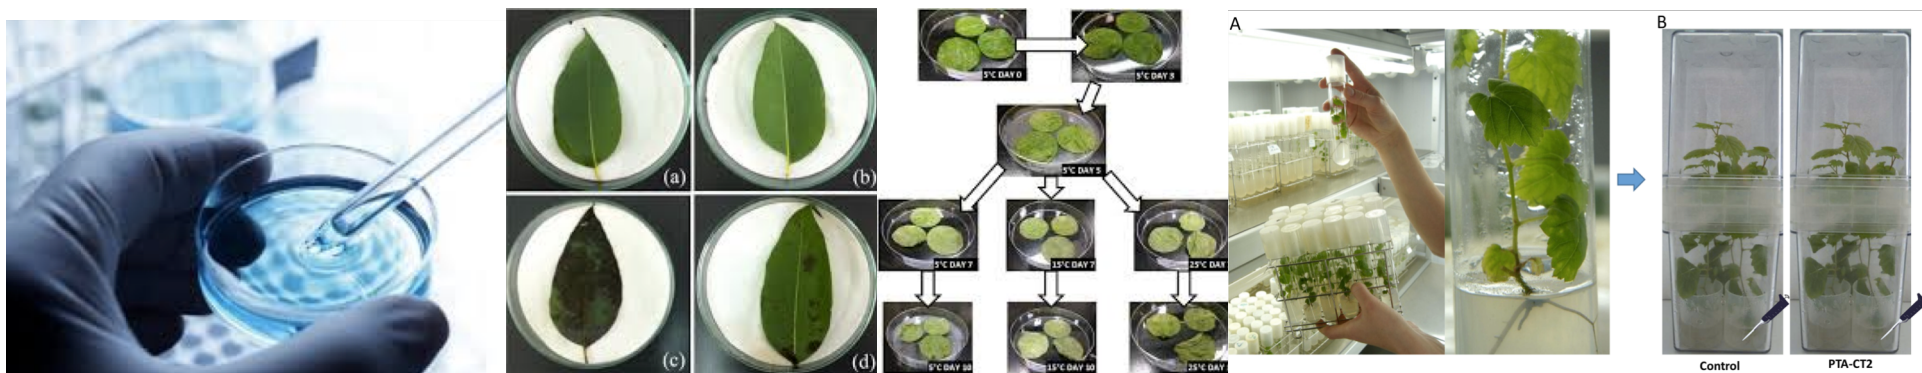 (a)
(b)
(c)
(d)
5°C DAY 0
5°C DAY 3
5°C DAY 5
5°C DAY 7
15°C DAY 7
25°C DAY
5°C DAY 10
15°C DAY 10
25°C DAY
A
B
Control
PTA-CT2